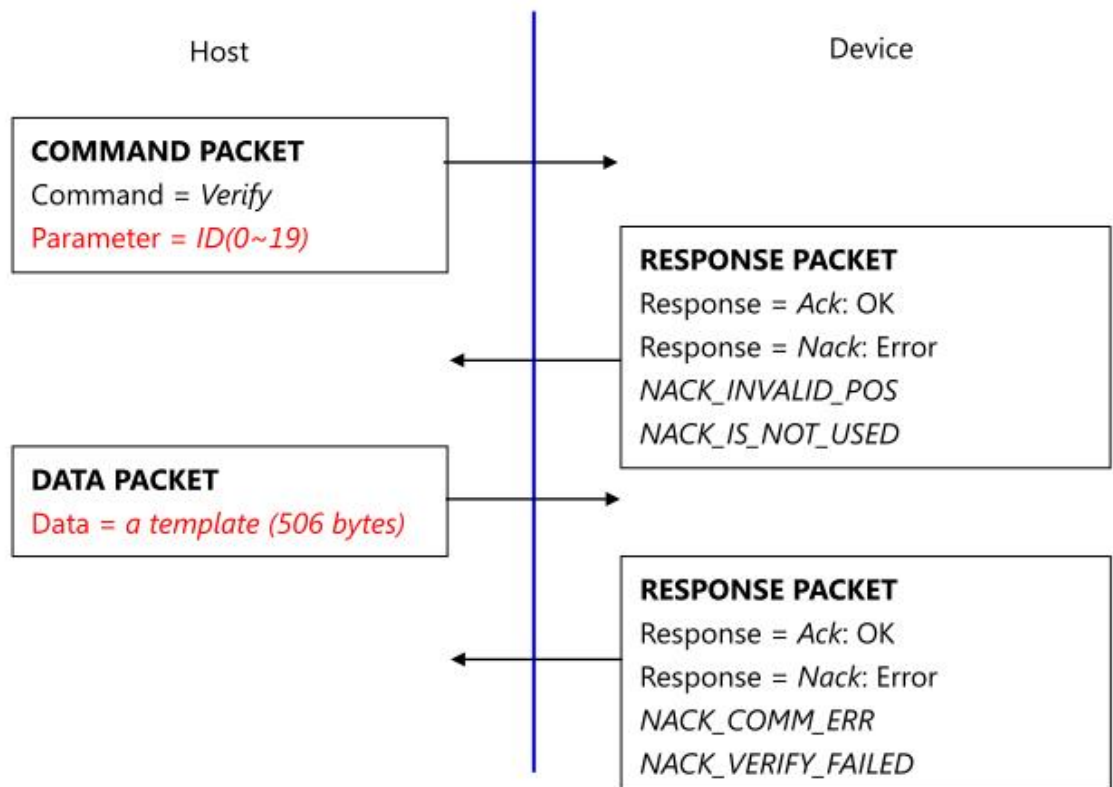 Host
Device
COMMAND PACKET
Command = Verify
Parameter = ID(0~19)
RESPONSE PACKET
Response = Ack: OK
Response = Nack: Error
NACK_INVALID_POS
NACK_IS_NOT_USED
DATA PACKET
Data = a template (506 bytes)
RESPONSE PACKET
Response = Ack: OK
Response = Nack: Error
NACK_COMM_ERR
NACK_VERIFY_FAILED